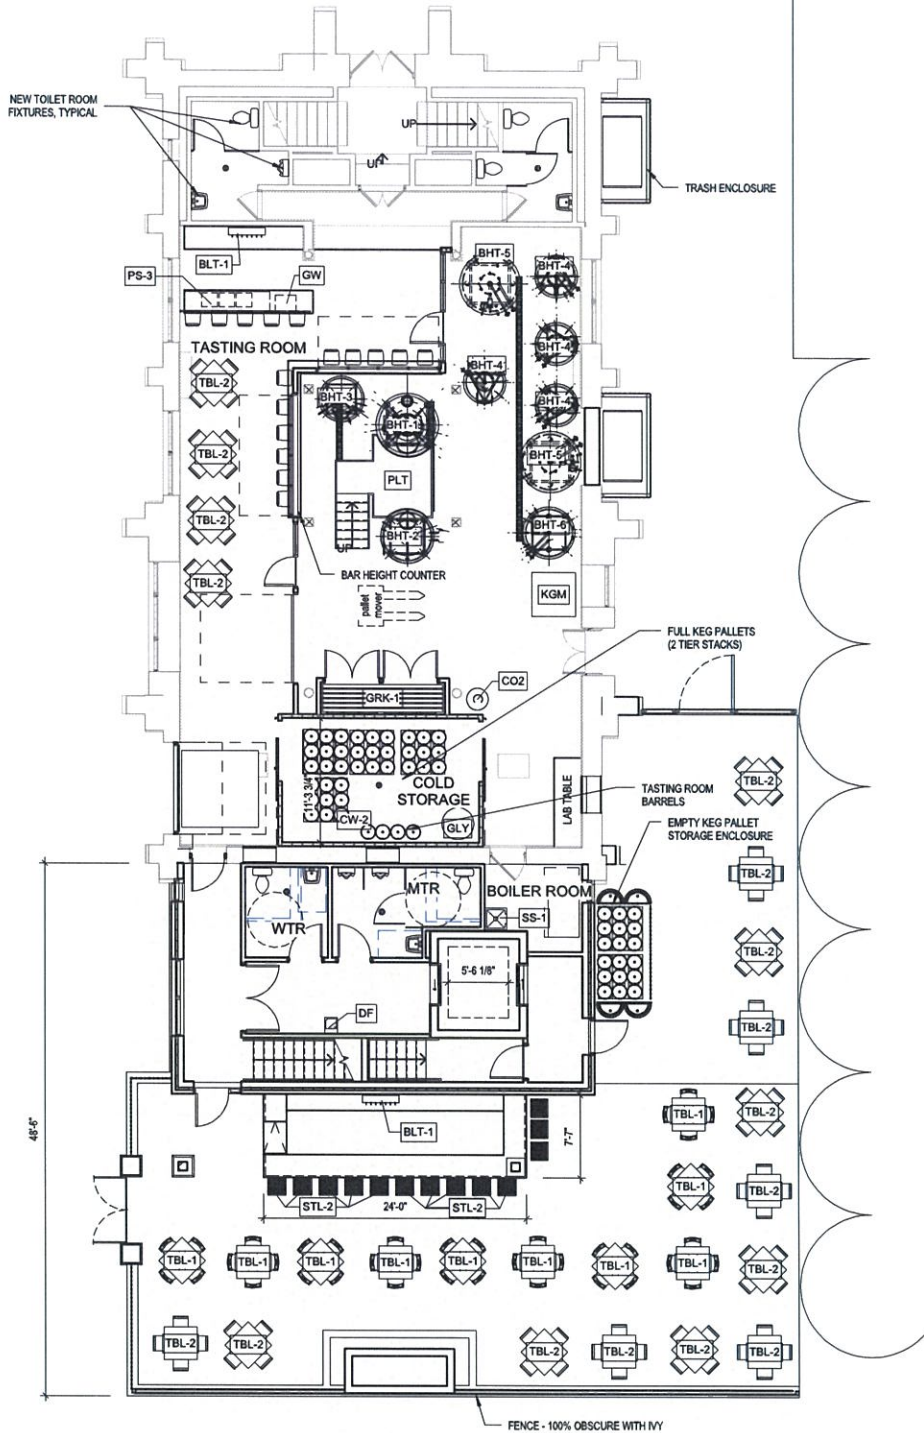 NEW TOILET ROOM
FIXTURES, TYPICAL
UP
UP
UP
TRASH ENCLOSURE
BLT-1
PS-3
GW
BHT-5
BHT-4
TASTING ROOM
BHT-4
BHT-4
TBL-2
BHT-3
BHT-4
BHT-1
TBL-2
BHT-5
PLT
TBL-2
BHT-2
BHT-6
UP
TBL-2
BAR HEIGHT COUNTER
pallet
mover
KGM
FULL KEG PALLETS
(2 TIER STACKS)
CO2
GRK-1
COLD
STORAGE
11'-3 3/4"
CW-2
GLY
LAB TABLE
TASTING ROOM
BARRELS
EMPTY KEG PALLET
STORAGE ENCLOSURE
TBL-2
TBL-2
TBL-2
TBL-2
MTR
BOILER ROOM
WTR
SS-1
5'-6 1/8"
DF
48'-6"
BLT-1
7'-7"
TBL-1
TBL-2
TBL-1
TBL-2
STL-2
24'-0"
STL-2
TBL-1
TBL-1
TBL-1
TBL-1
TBL-1
TBL-1
TBL-1
TBL-1
TBL-2
TBL-2
TBL-2
TBL-2
TBL-2
TBL-2
TBL-2
FENCE - 100% OBSCURE WITH IVY